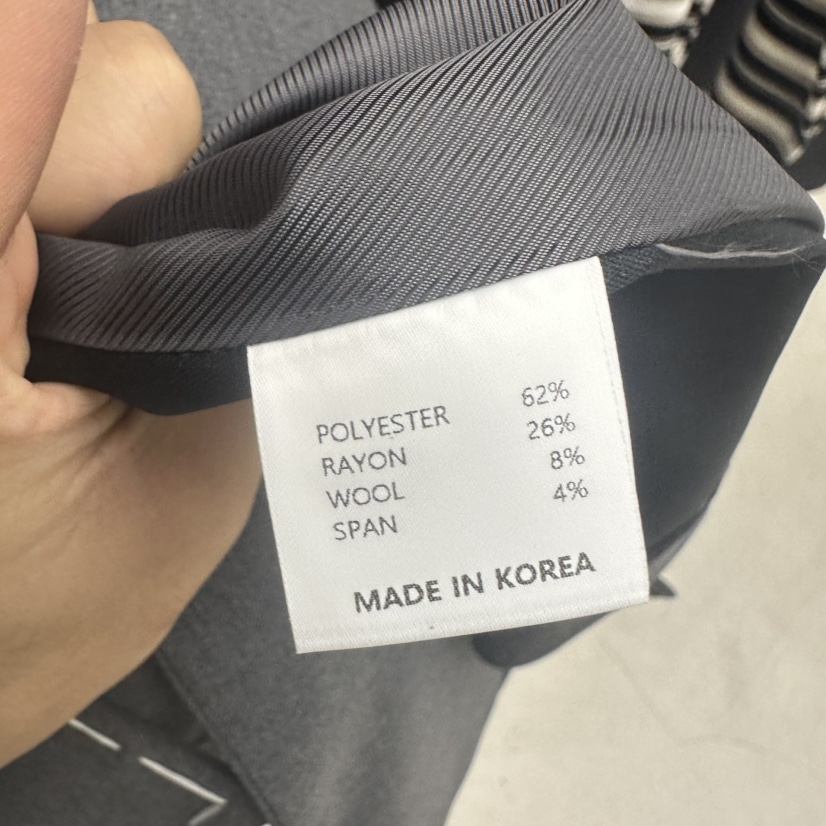 POLYESTER 62%
RAYON 26%
WOOL 8%
SPAN 4%
MADE IN KOREA